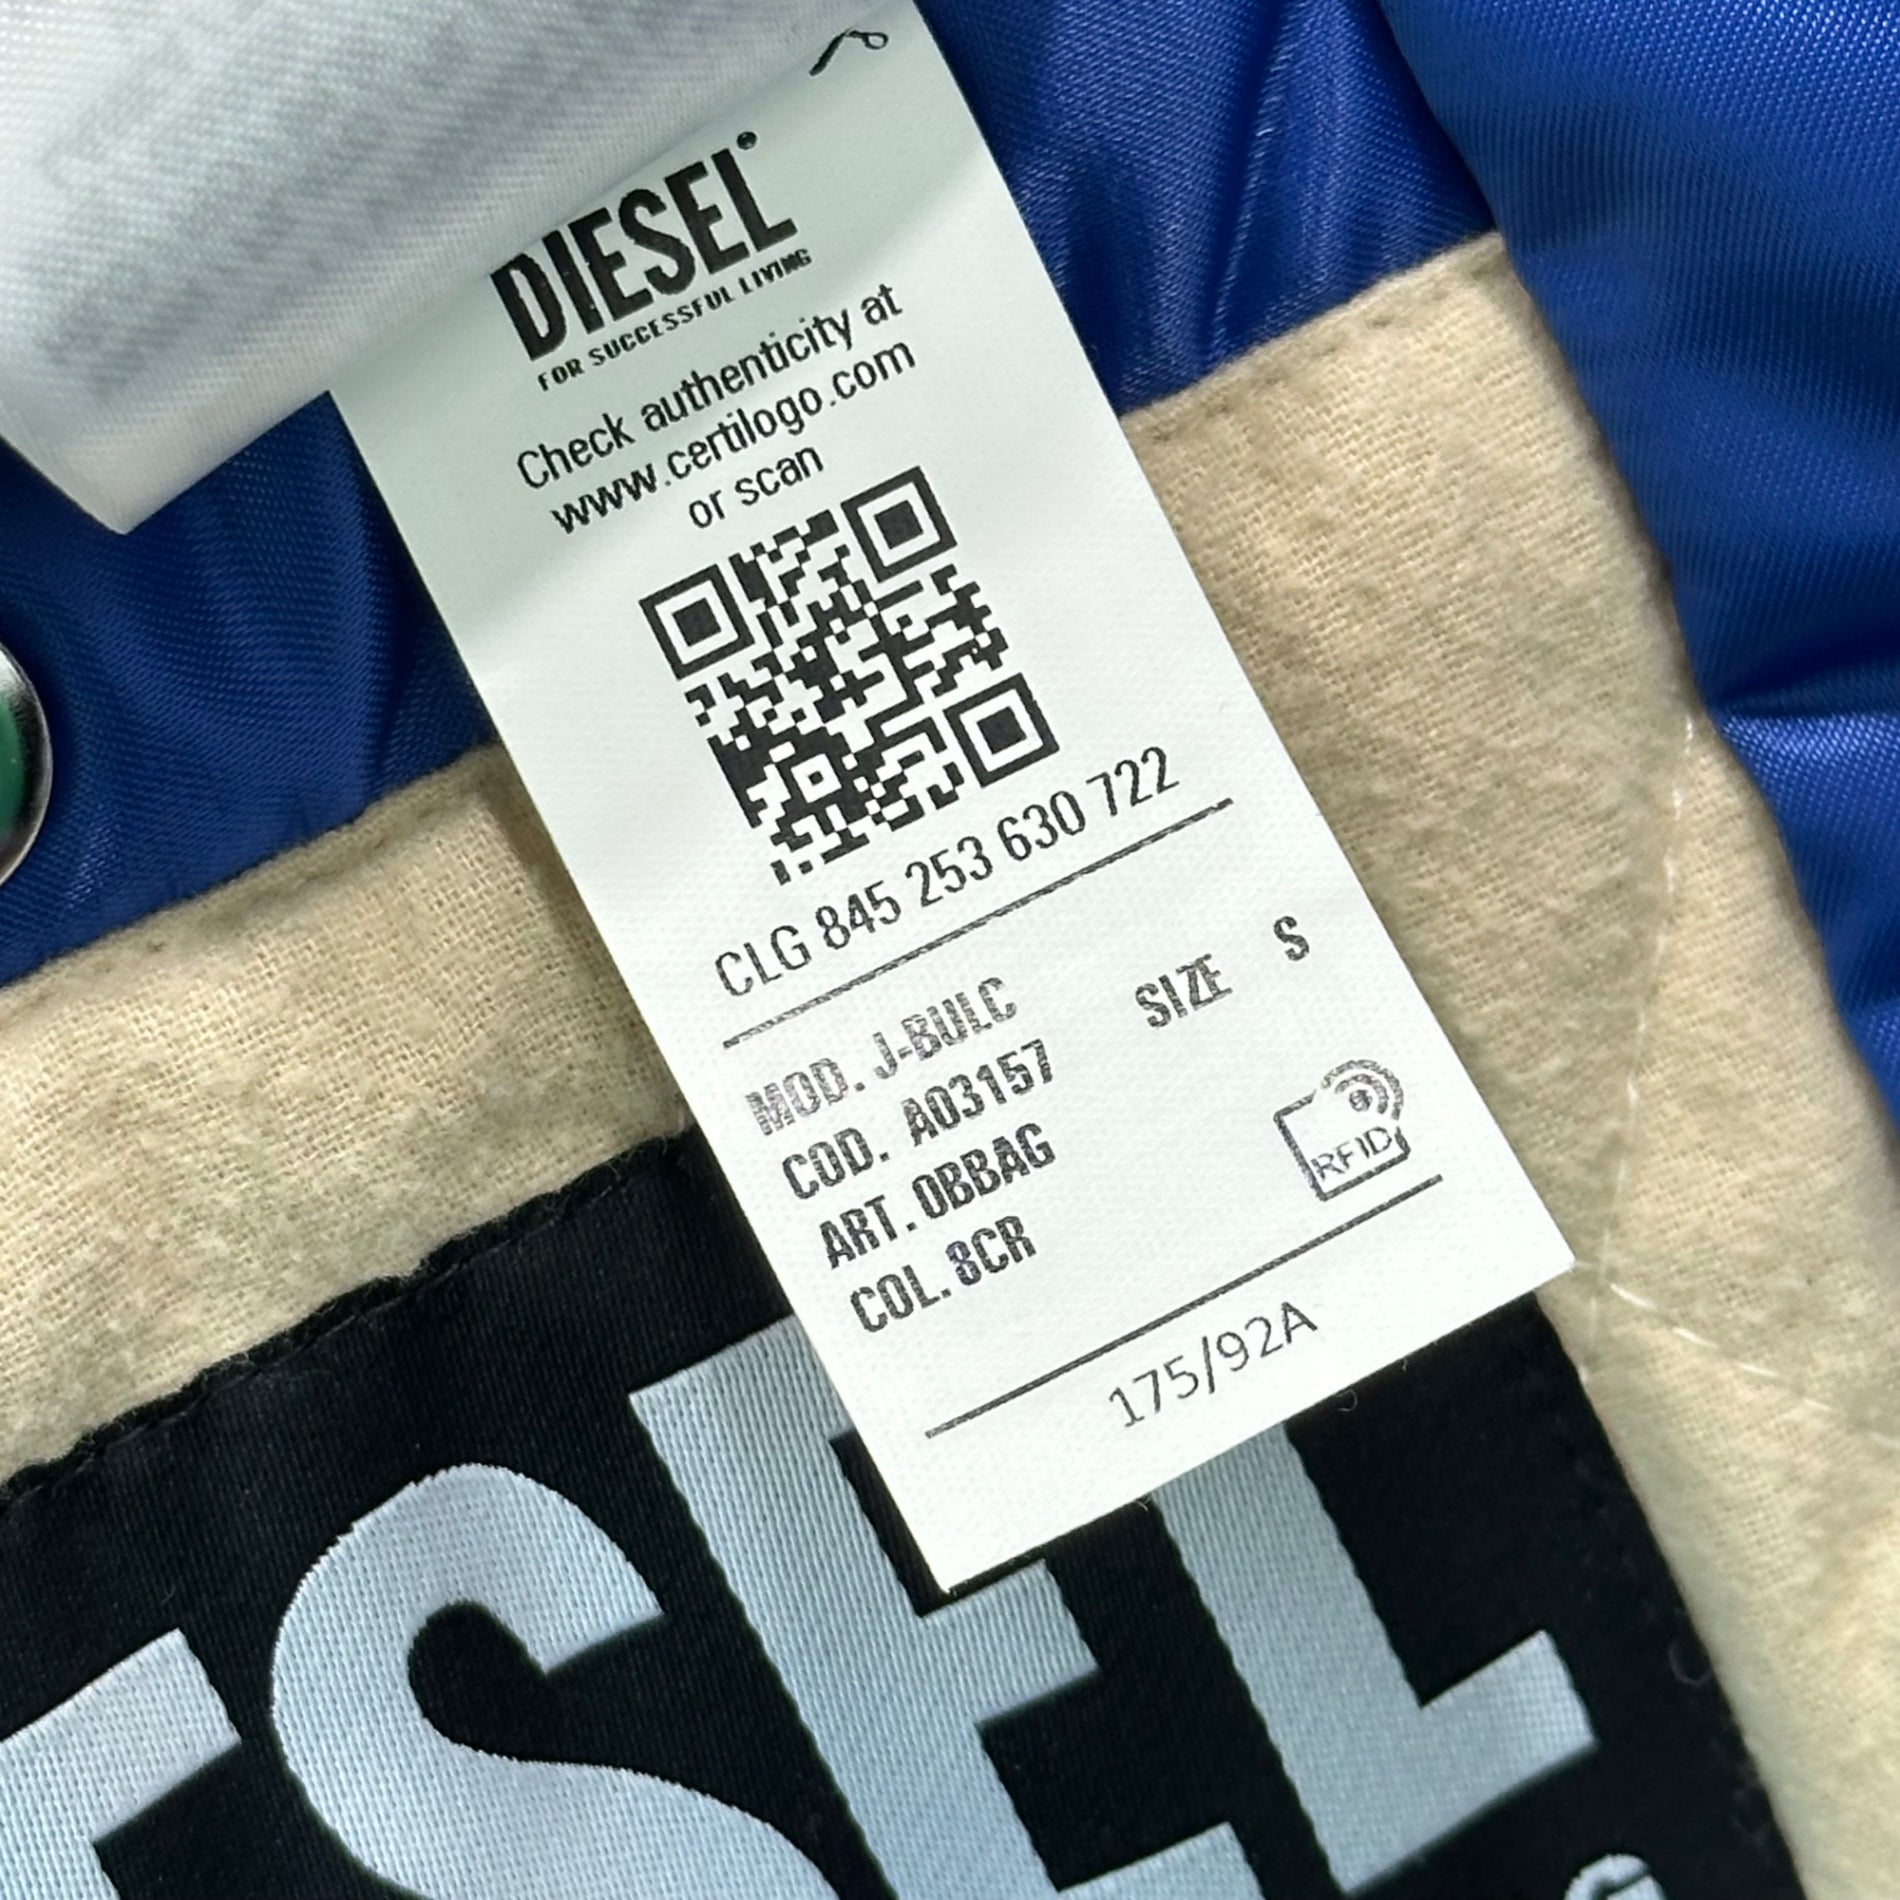 DIESEL
FOR SUCCESSFUL LIVING
Check authenticity at
www.certilogo.com
or scan
CLG 845 253 630 722
MOD. J-BULC SIZE S
COD. A03157
ART. 0BBAG
COL. 8CR
RFID
175/92A
IESEL